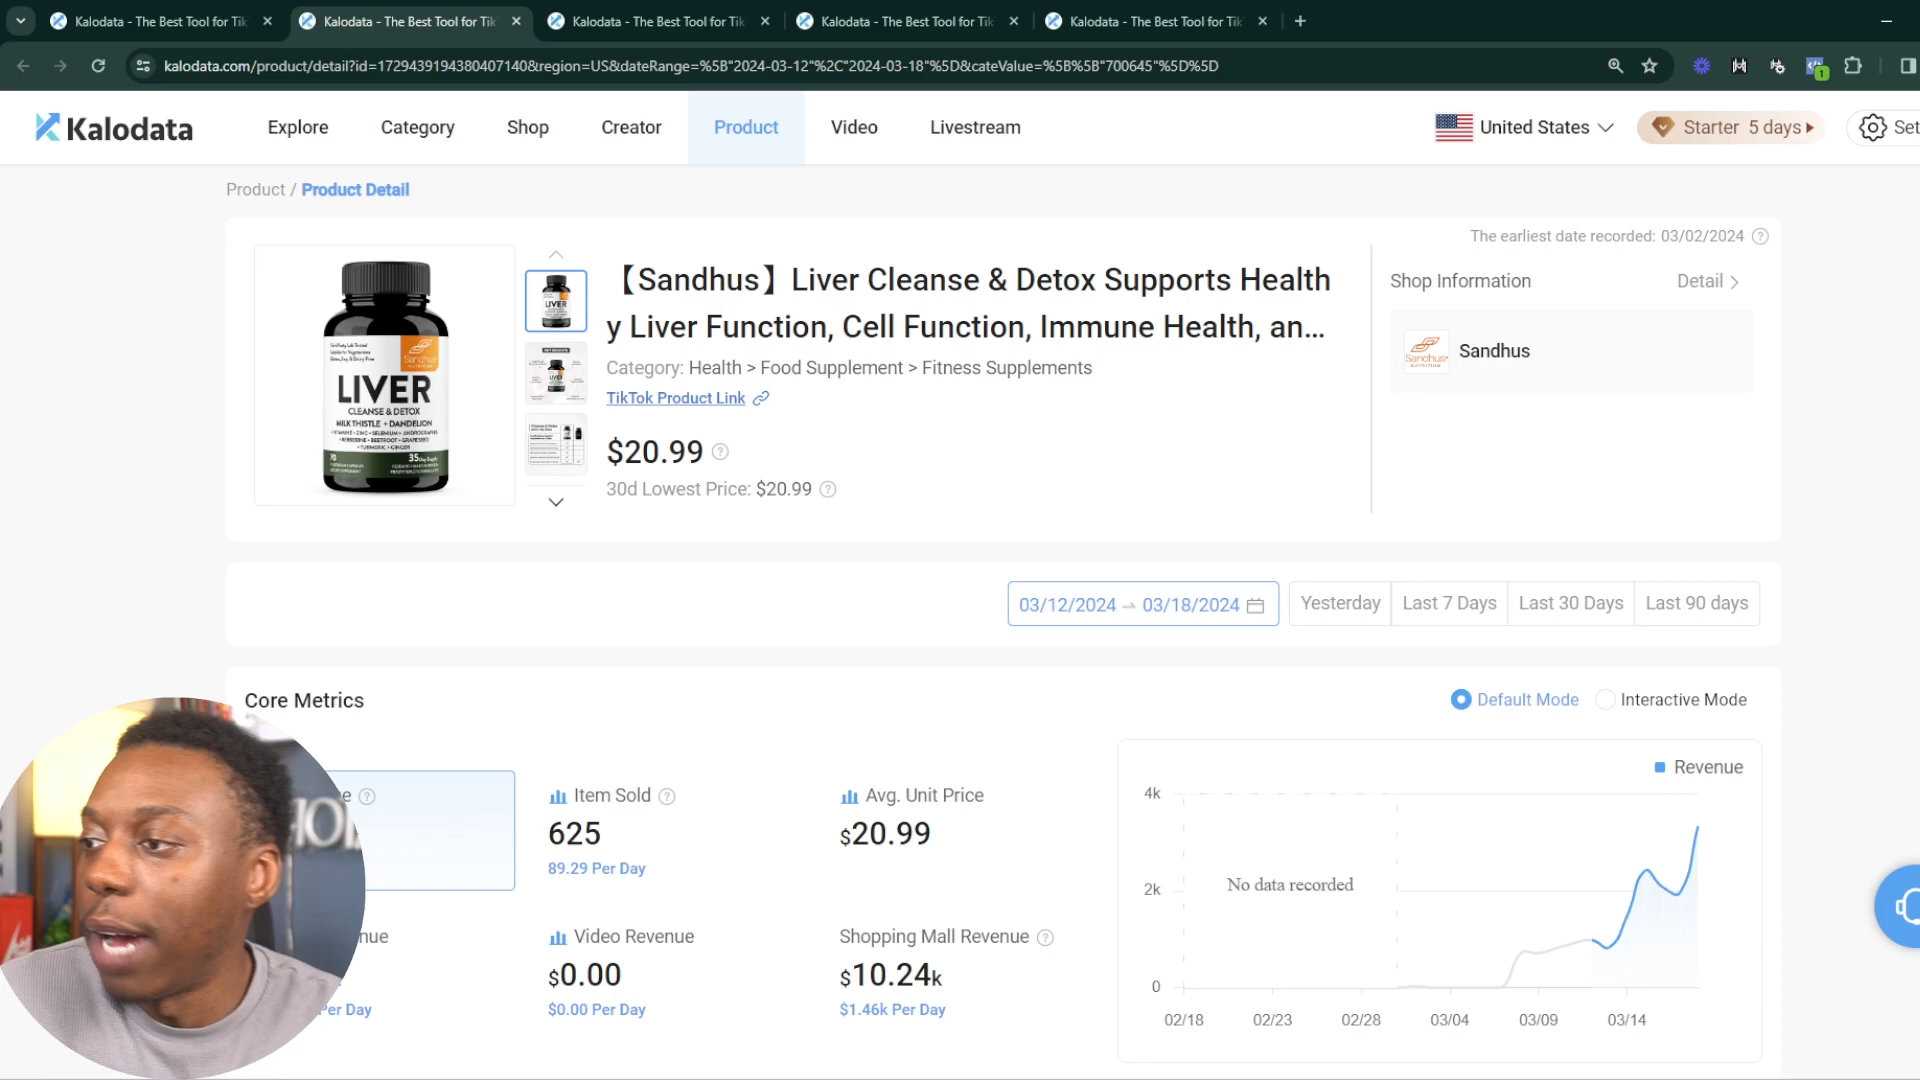 Kalodata - The Best Tool for Tik
Kalodata - The Best Tool for Tik
Kalodata - The Best Tool for Tik
Kalodata - The Best Tool for Tik
Kalodata - The Best Tool for Tik
kalodata.com/product/detail?id=1729439194380407140&region=US&dateRange=%5B"2024-03-12"%2C"2024-03-18"%5D&cateValue=%5B%5B"700645"%5D%5D
1
Kalodata
Explore
Category
Shop
Creator
Product
Video
Livestream
United States
Starter 5 days
Set
Product / Product Detail
The earliest date recorded: 03/02/2024
【Sandhus】Liver Cleanse & Detox Supports Health
y Liver Function, Cell Function, Immune Health, an...
Category: Health > Food Supplement > Fitness Supplements
TikTok Product Link
$20.99
30d Lowest Price: $20.99
Shop Information
Detail
Sandhus
Sandhus
NUTRITION
LIVER
CLEANSE & DETOX
MILK THISTLE + DANDELION
03/12/2024
03/18/2024
Yesterday
Last 7 Days
Last 30 Days
Last 90 days
Core Metrics
Default Mode
Interactive Mode
Item Sold
625
89.29 Per Day
Avg. Unit Price
$20.99
nue
Per Day
Video Revenue
$0.00
$0.00 Per Day
Shopping Mall Revenue
$10.24k
$1.46k Per Day
Revenue
4k
2k
0
No data recorded
02/18
02/23
02/28
03/04
03/09
03/14